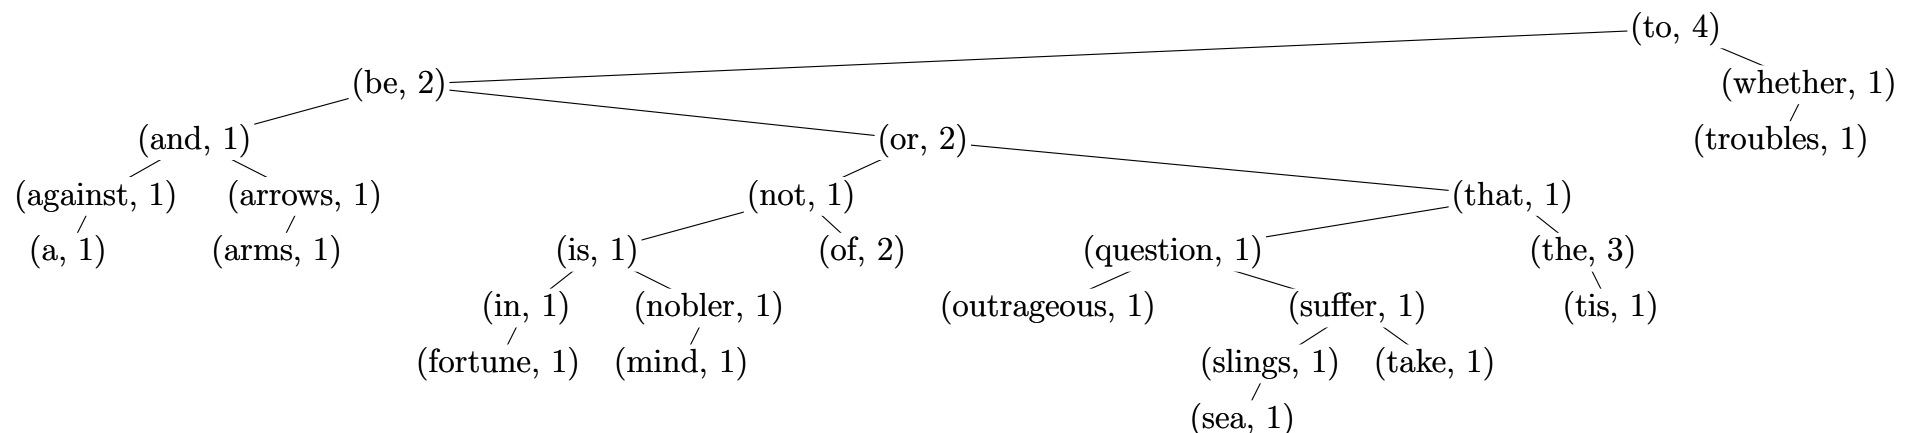 (to, 4)
(be, 2) (whether, 1)
(and, 1) (or, 2) (troubles, 1)
(against, 1) (arrows, 1) (not, 1) (that, 1)
(a, 1) (arms, 1) (is, 1) (of, 2) (question, 1) (the, 3)
(in, 1) (nobler, 1) (outrageous, 1) (suffer, 1) (tis, 1)
(fortune, 1) (mind, 1) (slings, 1) (take, 1)
(sea, 1)